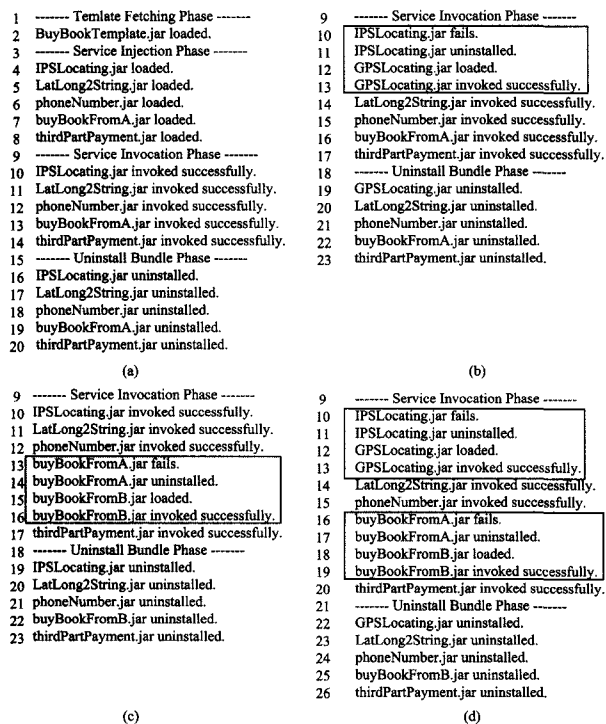 1 ------- Temlate Fetching Phase -------
2 BuyBookTemplate.jar loaded.
3 ------- Service Injection Phase -------
4 IPSLocating.jar loaded.
5 LatLong2String.jar loaded.
6 phoneNumber.jar loaded.
7 buyBookFromA.jar loaded.
8 thirdPartPayment.jar loaded.
9 ------- Service Invocation Phase -------
10 IPSLocating.jar invoked successfully.
11 LatLong2String.jar invoked successfully.
12 phoneNumber.jar invoked successfully.
13 buyBookFromA.jar invoked successfully.
14 thirdPartPayment.jar invoked successfully.
15 ------- Uninstall Bundle Phase -------
16 IPSLocating.jar uninstalled.
17 LatLong2String.jar uninstalled.
18 phoneNumber.jar uninstalled.
19 buyBookFromA.jar uninstalled.
20 thirdPartPayment.jar uninstalled.
(a)
9 ------- Service Invocation Phase -------
10 IPSLocating.jar fails.
11 IPSLocating.jar uninstalled.
12 GPSLocating.jar loaded.
13 GPSLocating.jar invoked successfully.
14 LatLong2String.jar invoked successfully.
15 phoneNumber.jar invoked successfully.
16 buyBookFromA.jar invoked successfully.
17 thirdPartPayment.jar invoked successfully.
18 ------- Uninstall Bundle Phase -------
19 GPSLocating.jar uninstalled.
20 LatLong2String.jar uninstalled.
21 phoneNumber.jar uninstalled.
22 buyBookFromA.jar uninstalled.
23 thirdPartPayment.jar uninstalled.
(b)
9 ------- Service Invocation Phase -------
10 IPSLocating.jar invoked successfully.
11 LatLong2String.jar invoked successfully.
12 phoneNumber.jar invoked successfully.
13 buyBookFromA.jar fails.
14 buyBookFromA.jar uninstalled.
15 buyBookFromB.jar loaded.
16 buyBookFromB.jar invoked successfully.
17 thirdPartPayment.jar invoked successfully.
18 ------- Uninstall Bundle Phase -------
19 IPSLocating.jar uninstalled.
20 LatLong2String.jar uninstalled.
21 phoneNumber.jar uninstalled.
22 buyBookFromB.jar uninstalled.
23 thirdPartPayment.jar uninstalled.
(c)
9 ------- Service Invocation Phase -------
10 IPSLocating.jar fails.
11 IPSLocating.jar uninstalled.
12 GPSLocating.jar loaded.
13 GPSLocating.jar invoked successfully.
14 LatLong2String.jar invoked successfully.
15 phoneNumber.jar invoked successfully.
16 buyBookFromA.jar fails.
17 buyBookFromA.jar uninstalled.
18 buyBookFromB.jar loaded.
19 buyBookFromB.jar invoked successfully.
20 thirdPartPayment.jar invoked successfully.
21 ------- Uninstall Bundle Phase -------
22 GPSLocating.jar uninstalled.
23 LatLong2String.jar uninstalled.
24 phoneNumber.jar uninstalled.
25 buyBookFromB.jar uninstalled.
26 thirdPartPayment.jar uninstalled.
(d)